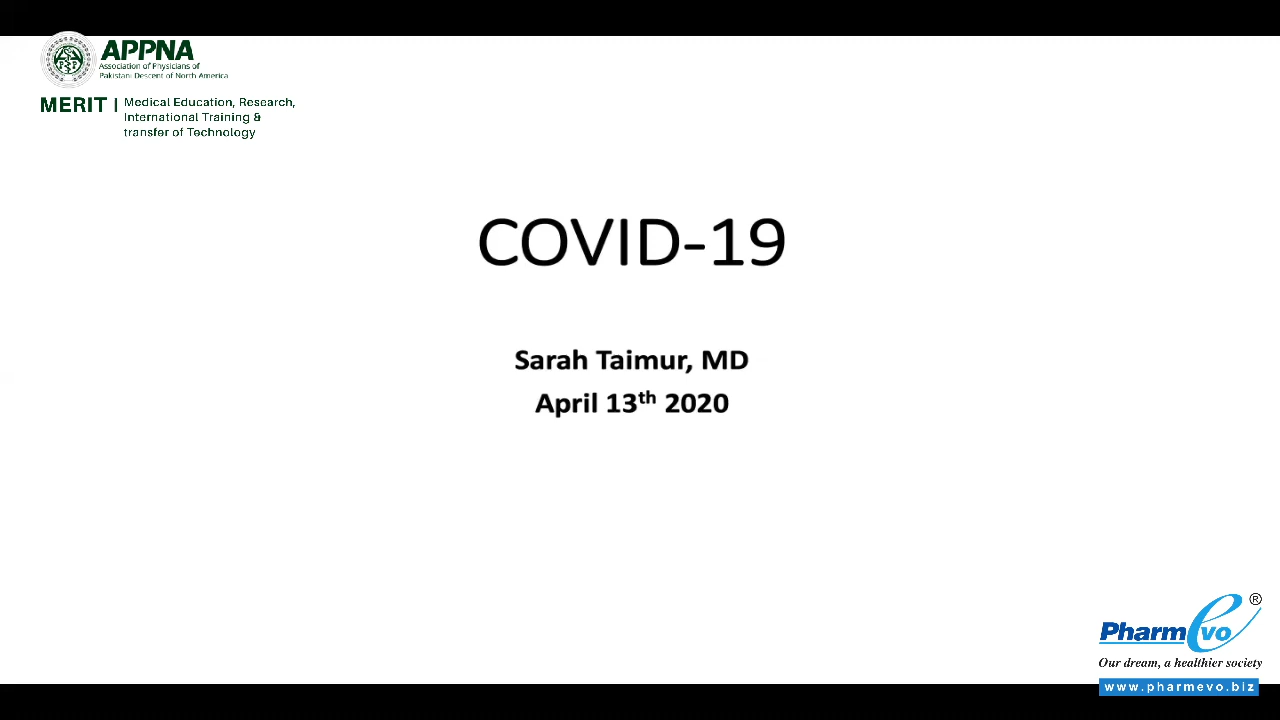 APPNA
Association of Physicians of
Pakistani Descent of North America
MERIT | Medical Education, Research,
International Training &
transfer of Technology
COVID-19
Sarah Taimur, MD
April 13th 2020
PharmEvo ®
Our dream, a healthier society
www.pharmevo.biz